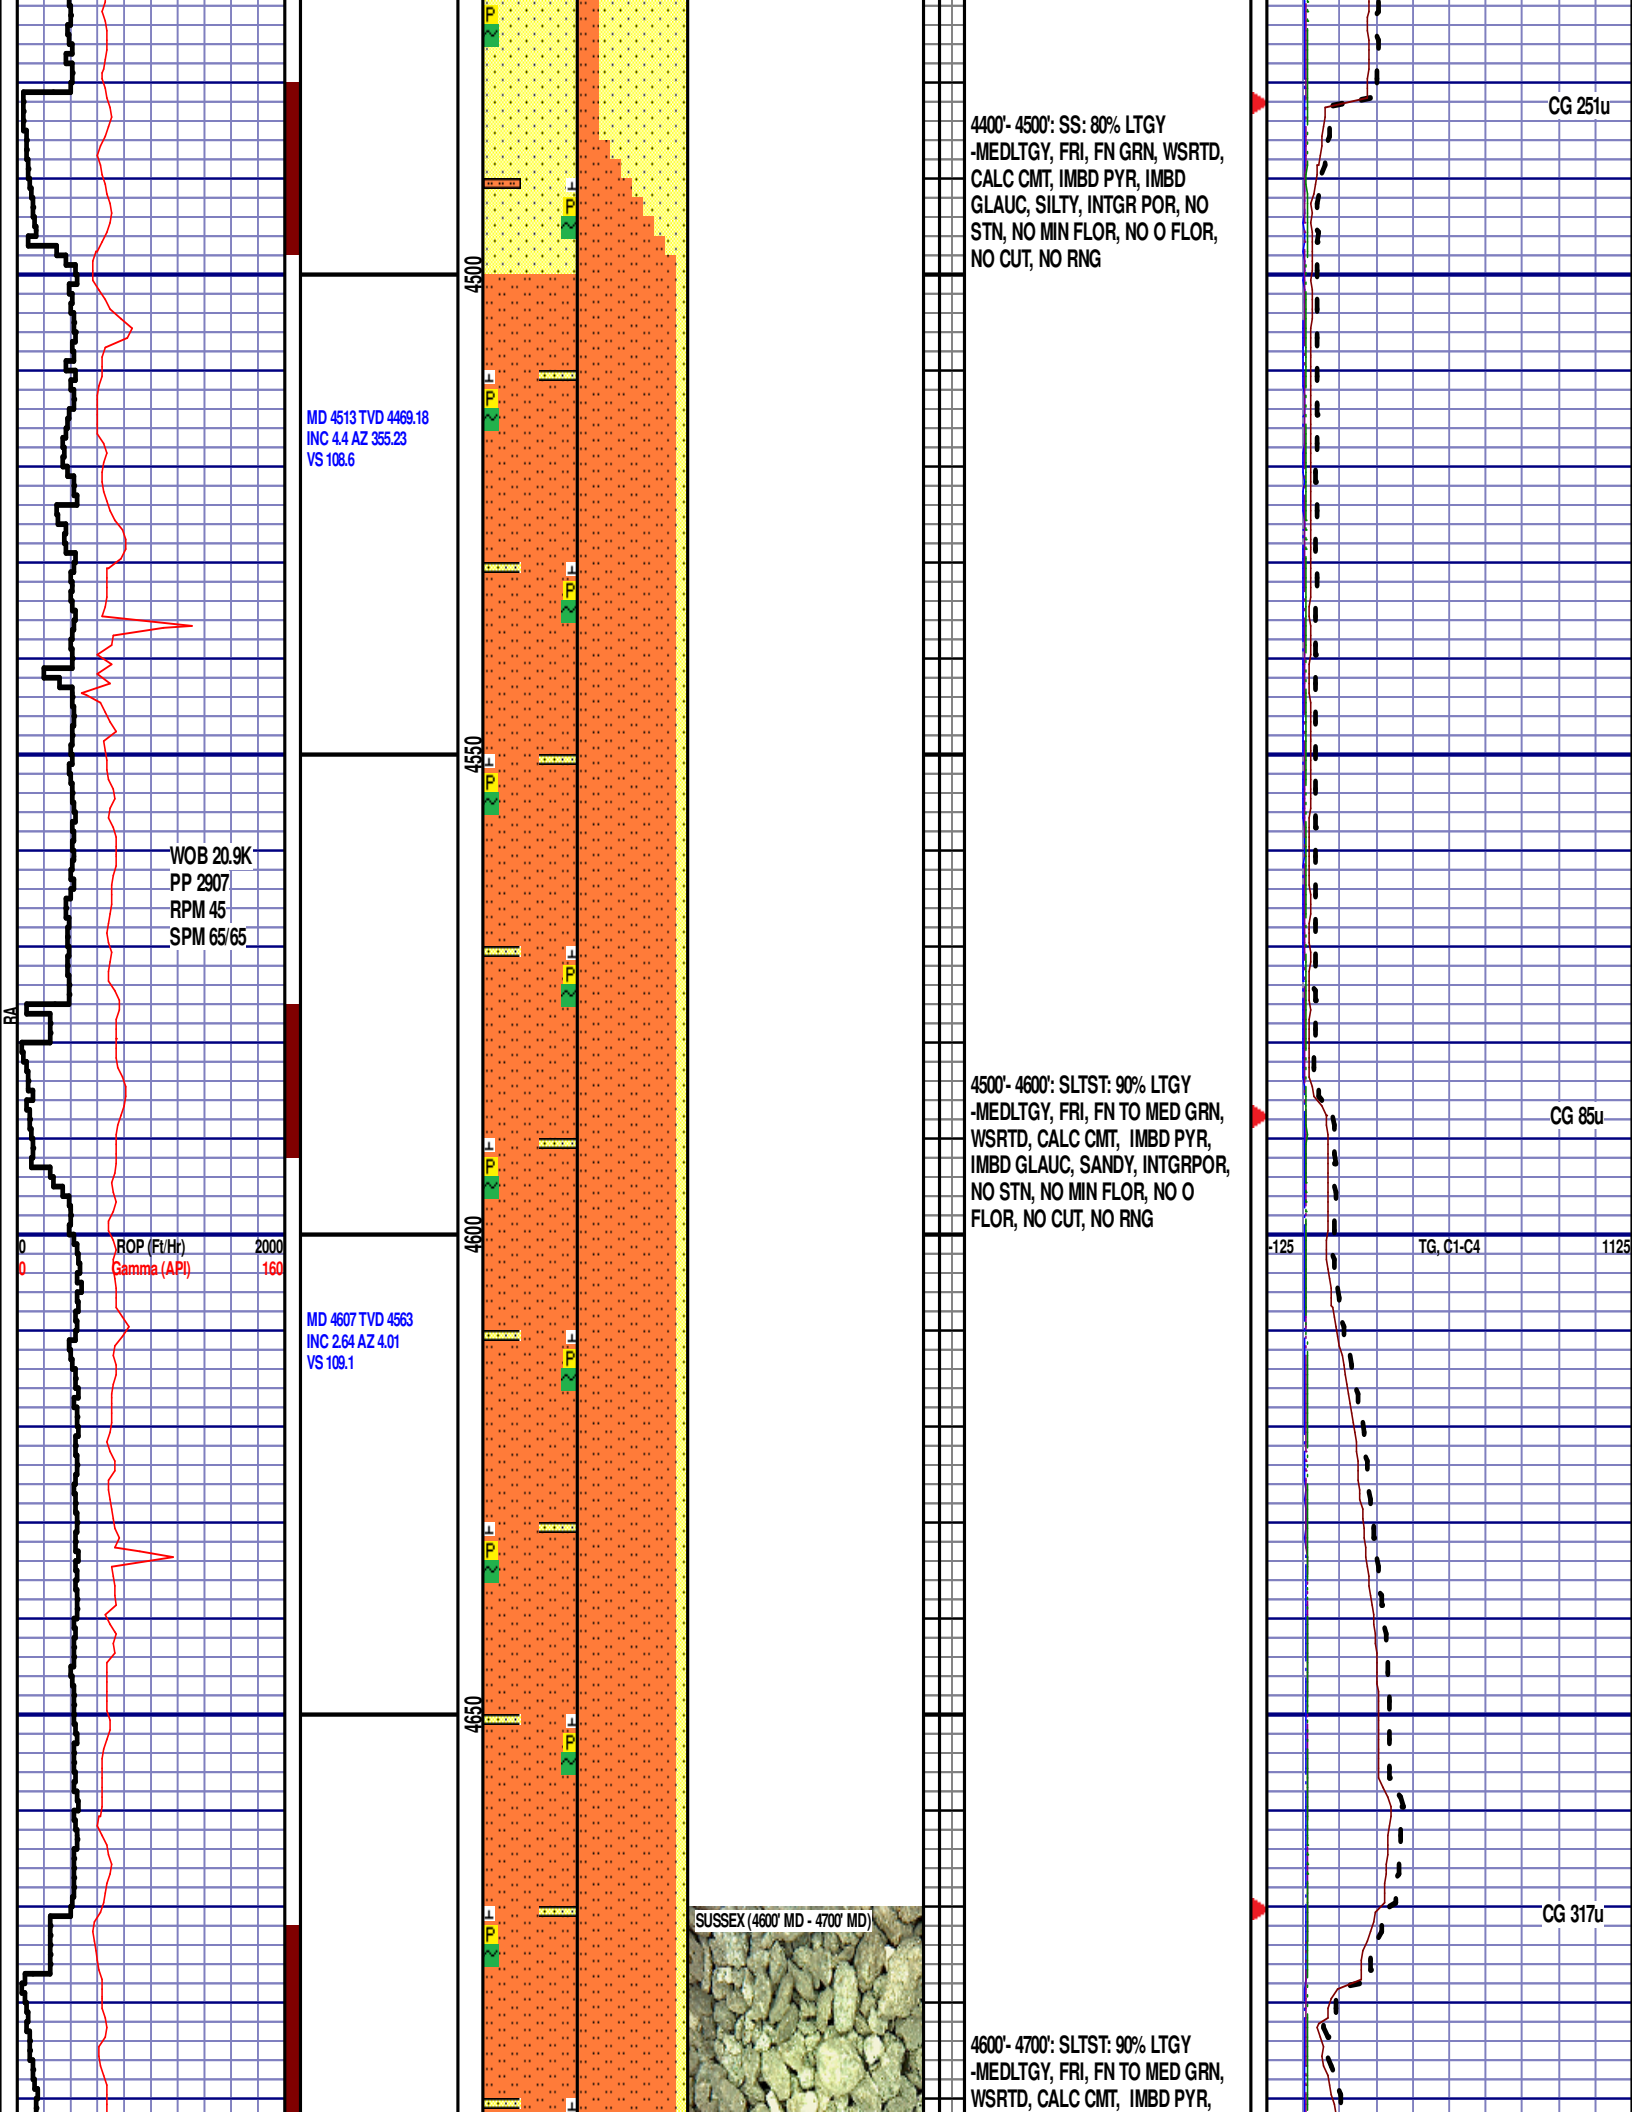 P
CG 251u
4400'- 4500': SS: 80% LTGY
-MEDLTGY, FRI, FN GRN, WSRTD,
CALC CMT, IMBD PYR, IMBD
GLAUC, SILTY, INTGR POR, NO
STN, NO MIN FLOR, NO O FLOR,
NO CUT, NO RNG
P
4500
P
MD 4513 TVD 4469.18
INC 4.4 AZ 355.23
VS 108.6
P
4550
P
WOB 20.9K
PP 2907
RPM 45
SPM 65/65
P
RA
4500'- 4600': SLTST: 90% LTGY
-MEDLTGY, FRI, FN TO MED GRN,
WSRTD, CALC CMT, IMBD PYR,
IMBD GLAUC, SANDY, INTGRPOR,
NO STN, NO MIN FLOR, NO O
FLOR, NO CUT, NO RNG
CG 85u
P
4600
0 ROP (Ft/Hr) 2000
0 Gamma (API) 160
-125 TG, C1-C4 1125
MD 4607 TVD 4563
INC 2.64 AZ 4.01
VS 109.1
P
P
4650
P
CG 317u
SUSSEX (4600' MD - 4700' MD)
P
4600'- 4700': SLTST: 90% LTGY
-MEDLTGY, FRI, FN TO MED GRN,
WSRTD, CALC CMT, IMBD PYR,